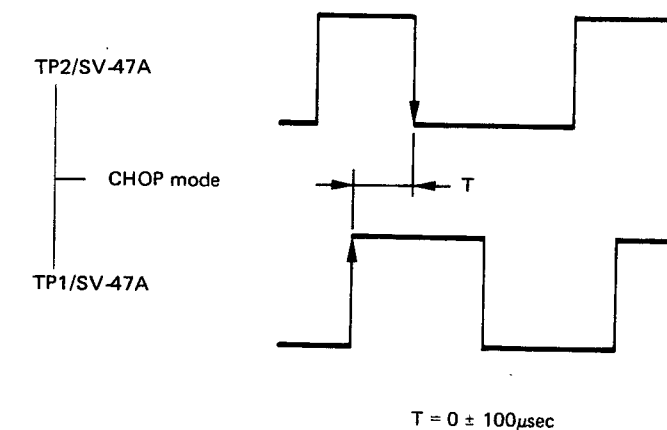 TP2/SV-47A
CHOP mode
T
TP1/SV-47A
T = 0 ± 100µsec